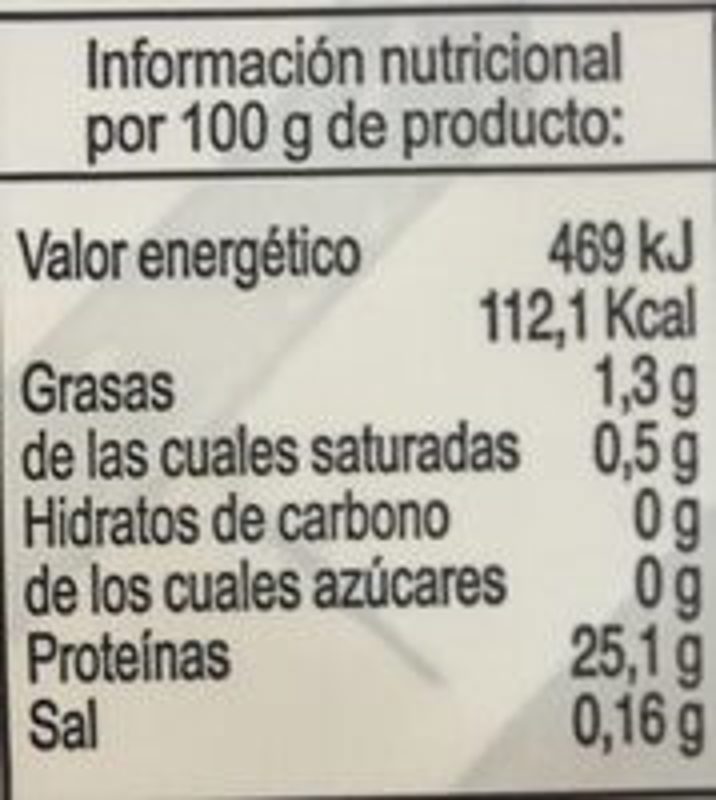 Información nutricional
por 100 g de producto:
Valor energético 469 kJ
112,1 Kcal
Grasas 1,3 g
de las cuales saturadas 0,5 g
Hidratos de carbono 0 g
de los cuales azúcares 0 g
Proteínas 25,1 g
Sal 0,16 g